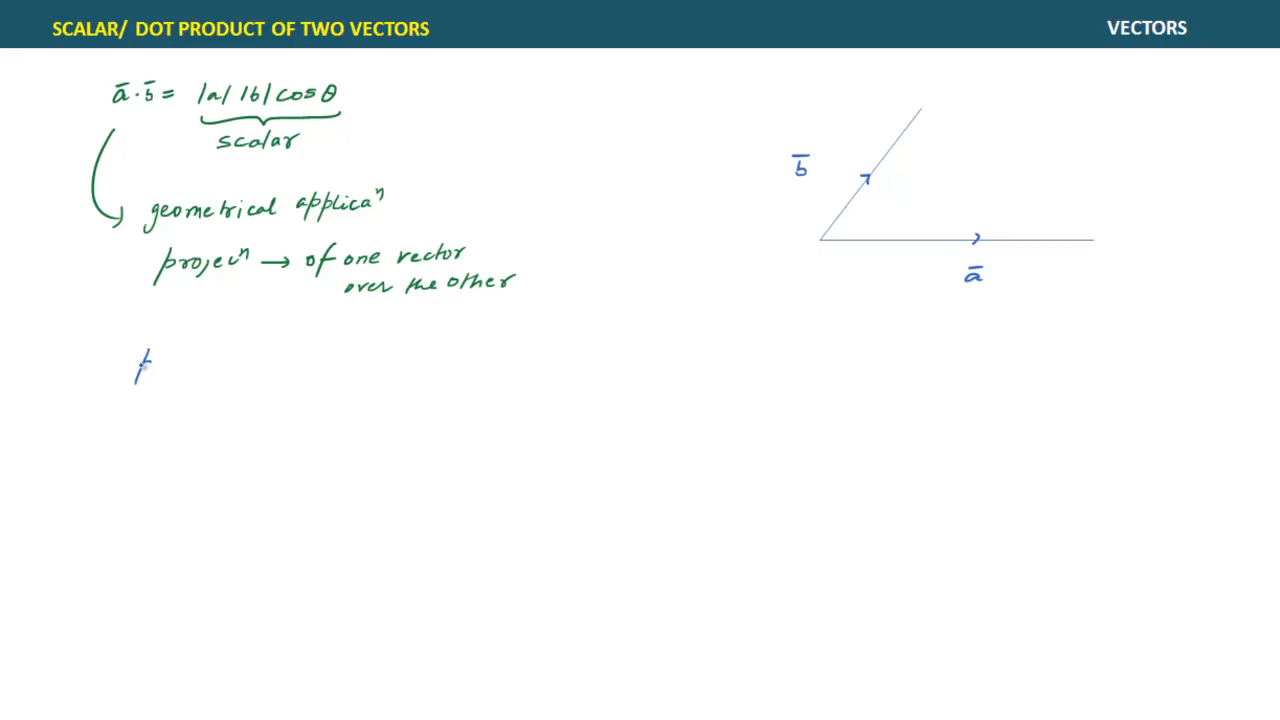 SCALAR/ DOT PRODUCT OF TWO VECTORS
VECTORS
a̅ · b̅ = |a| |b| cos θ
scalar
geometrical applicaⁿ
projecⁿ → of one vector
over the other
b̅
a̅